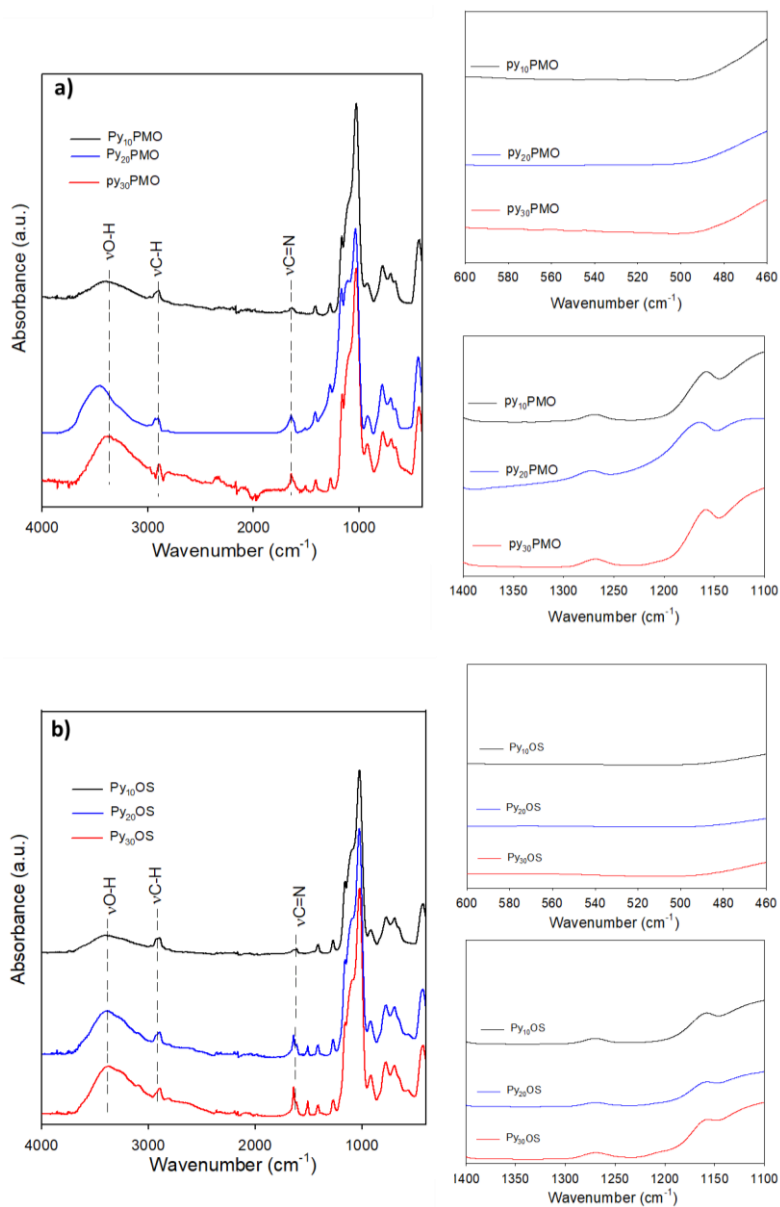 a)
Py₁₀PMO
Py₂₀PMO
py₃₀PMO
νO-H
νC-H
νC=N
Absorbance (a.u.)
4000 3000 2000 1000
Wavenumber (cm⁻¹)
py₁₀PMO
py₂₀PMO
py₃₀PMO
600 580 560 540 520 500 480 460
Wavenumber (cm⁻¹)
py₁₀PMO
py₂₀PMO
py₃₀PMO
1400 1350 1300 1250 1200 1150 1100
Wavenumber (cm⁻¹)
b)
Py₁₀OS
Py₂₀OS
Py₃₀OS
νO-H
νC-H
νC=N
Absorbance (a.u.)
4000 3000 2000 1000
Wavenumber (cm⁻¹)
Py₁₀OS
Py₂₀OS
Py₃₀OS
600 580 560 540 520 500 480 460
Wavenumber (cm⁻¹)
Py₁₀OS
Py₂₀OS
Py₃₀OS
1400 1350 1300 1250 1200 1150 1100
Wavenumber (cm⁻¹)